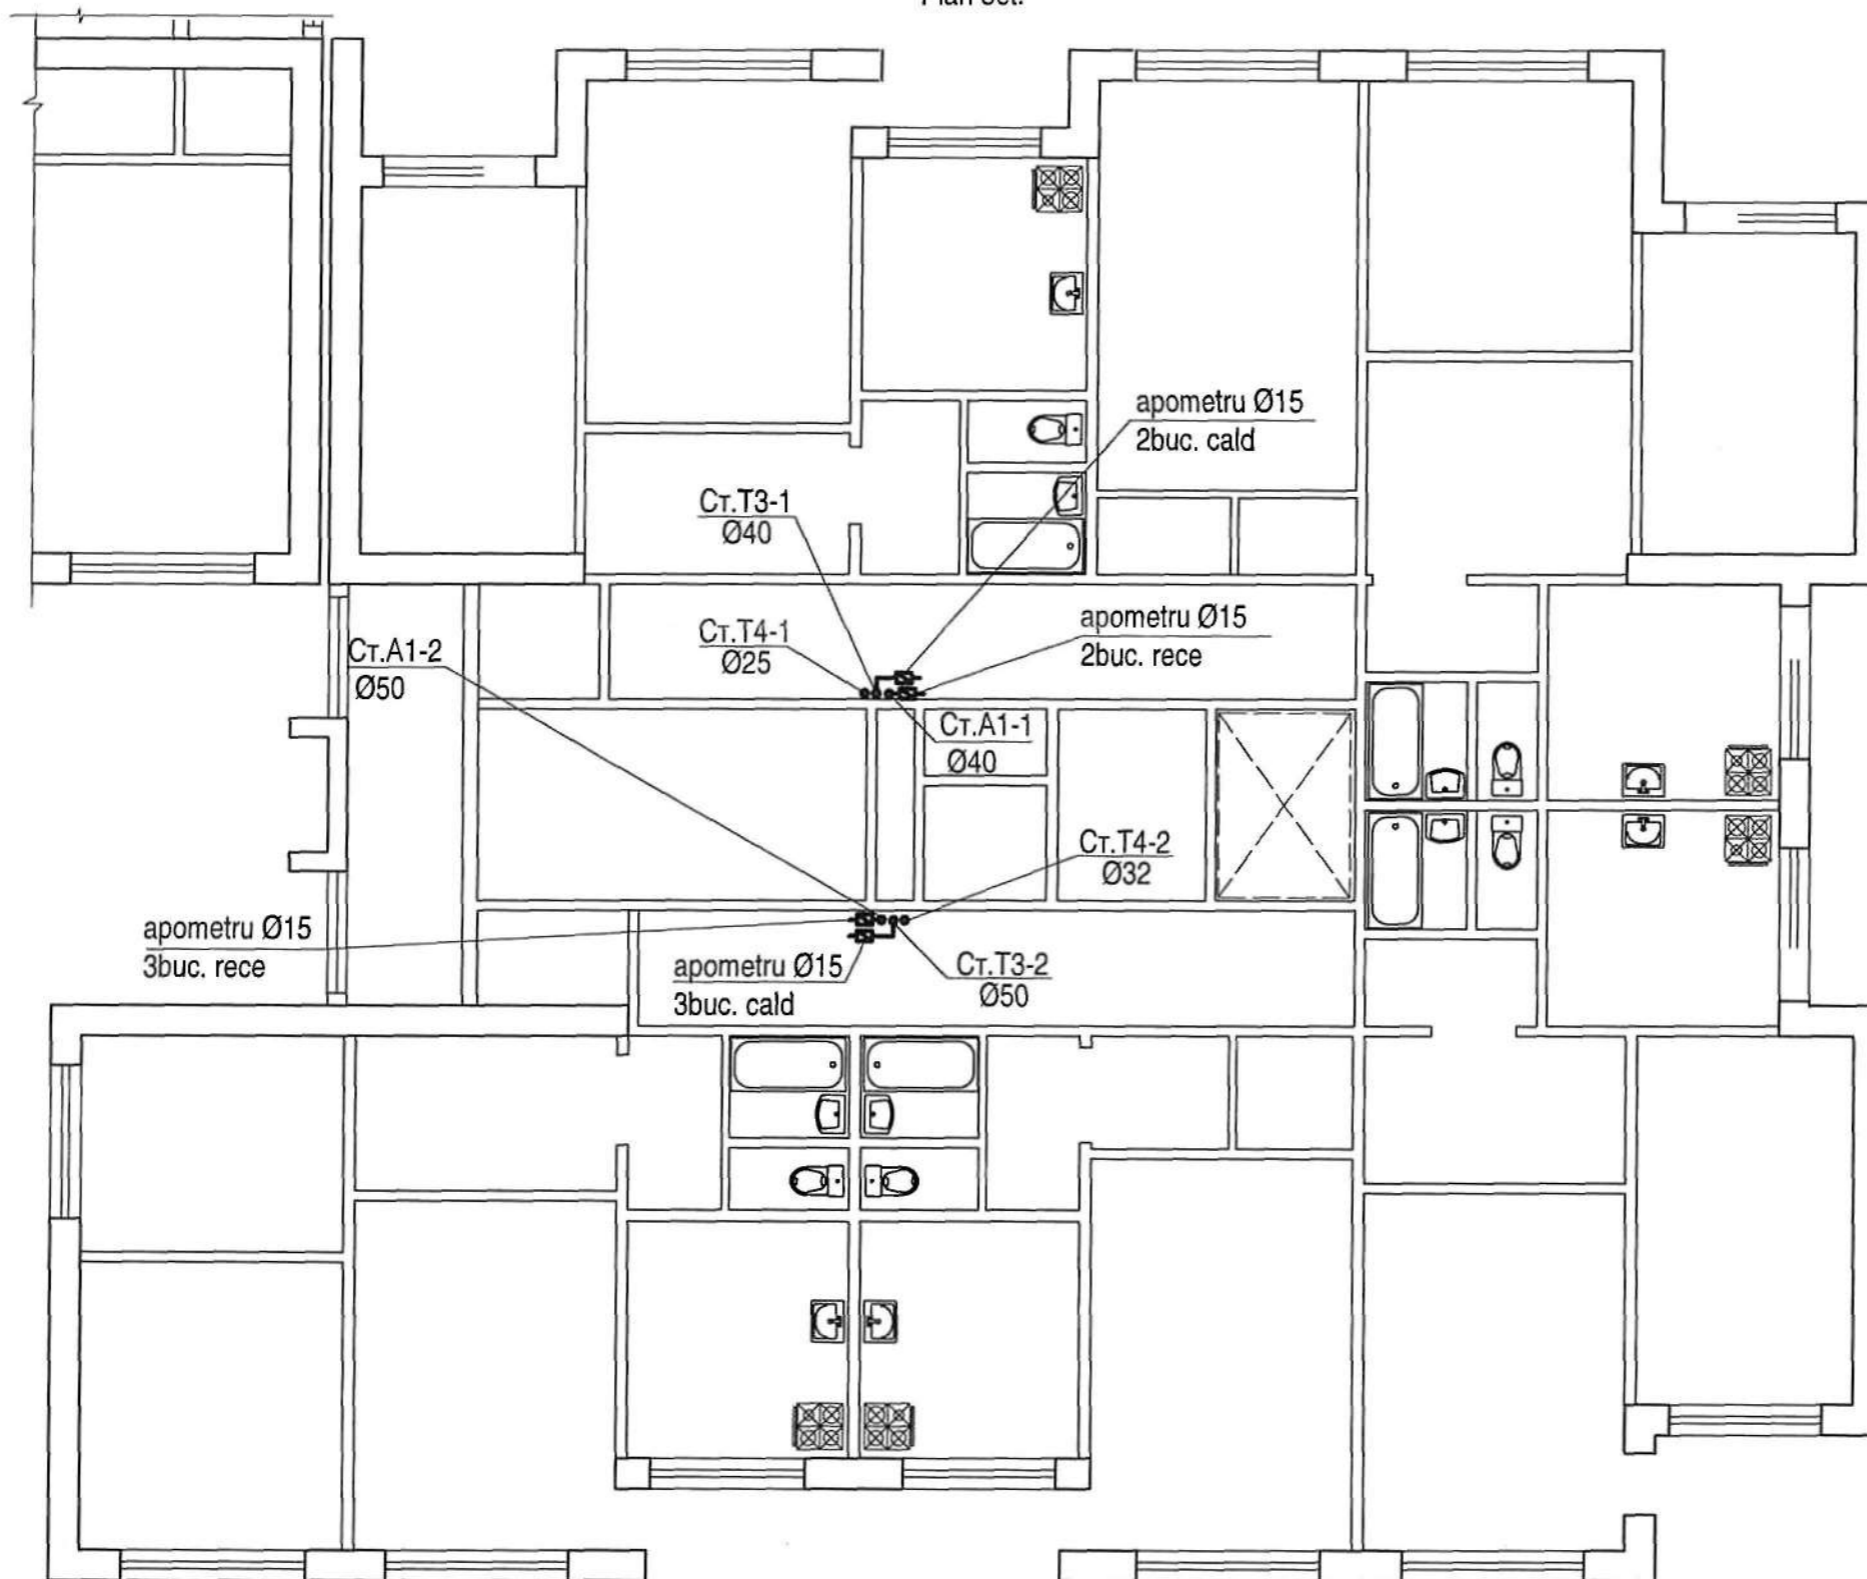 apometru Ø15
2buc. cald
Ст.Т3-1
Ø40
Ст.Т4-1
Ø25
apometru Ø15
2buc. rece
Ст.А1-2
Ø50
Ст.А1-1
Ø40
Ст.Т4-2
Ø32
apometru Ø15
3buc. rece
apometru Ø15
3buc. cald
Ст.Т3-2
Ø50